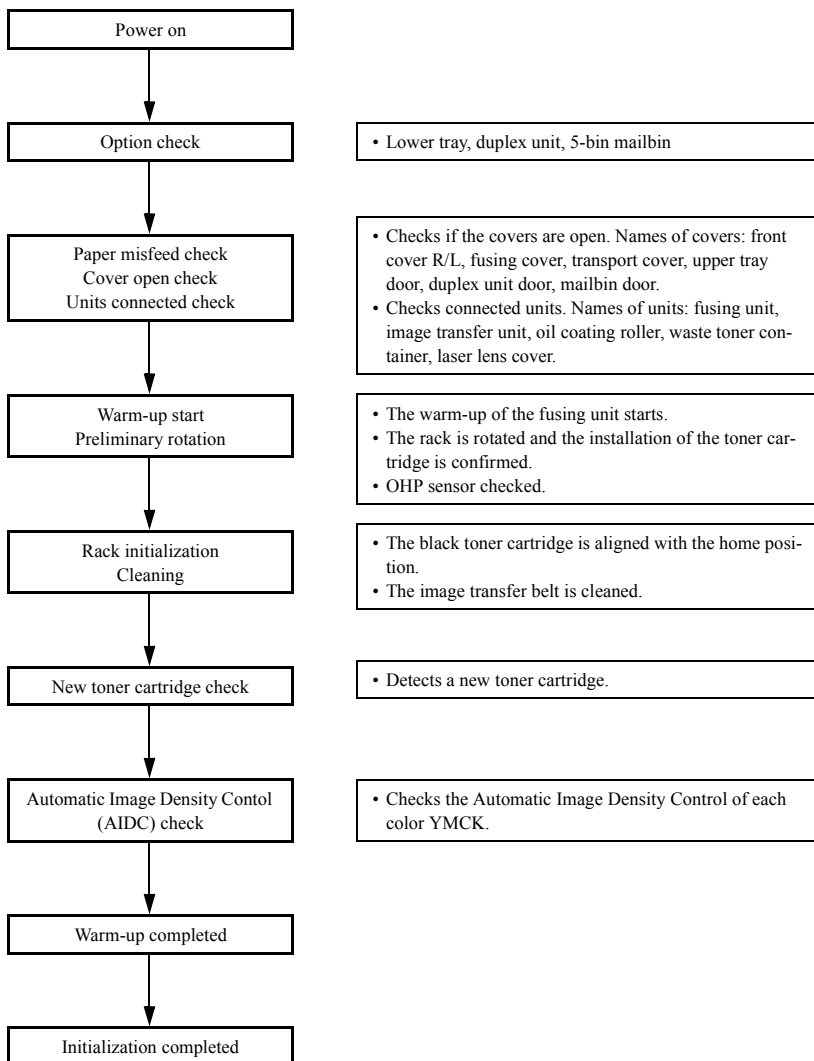 Power on
Option check
• Lower tray, duplex unit, 5-bin mailbin
Paper misfeed check
Cover open check
Units connected check
• Checks if the covers are open. Names of covers: front
cover R/L, fusing cover, transport cover, upper tray
door, duplex unit door, mailbin door.
• Checks connected units. Names of units: fusing unit,
image transfer unit, oil coating roller, waste toner con-
tainer, laser lens cover.
Warm-up start
Preliminary rotation
• The warm-up of the fusing unit starts.
• The rack is rotated and the installation of the toner car-
tridge is confirmed.
• OHP sensor checked.
Rack initialization
Cleaning
• The black toner cartridge is aligned with the home posi-
tion.
• The image transfer belt is cleaned.
New toner cartridge check
• Detects a new toner cartridge.
Automatic Image Density Contol
(AIDC) check
• Checks the Automatic Image Density Control of each
color YMCK.
Warm-up completed
Initialization completed